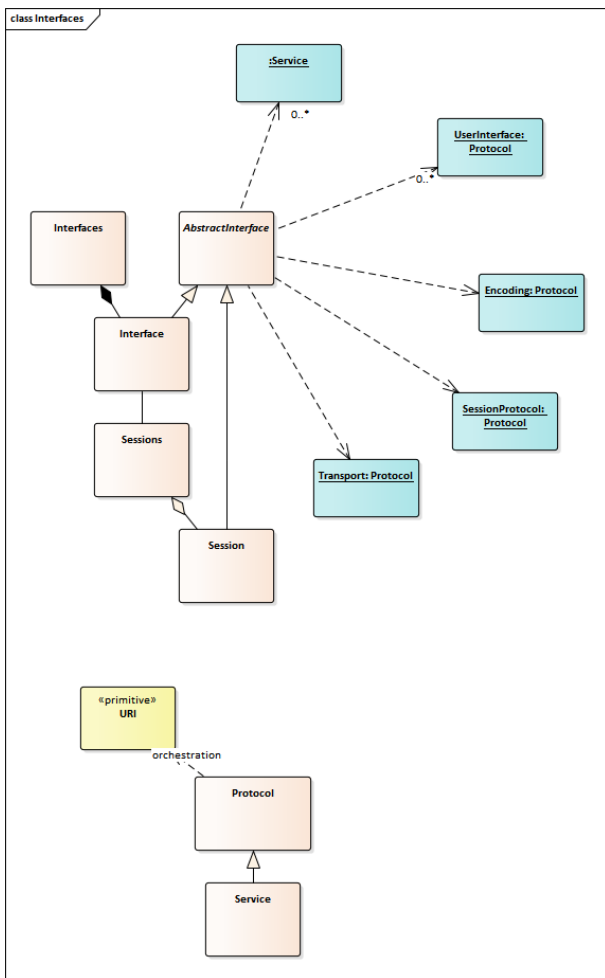 class Interfaces
:Service
0..*
UserInterface:
Protocol
0..*
Interfaces
AbstractInterface
Encoding: Protocol
Interface
SessionProtocol:
Protocol
Sessions
Transport: Protocol
Session
«primitive»
URI
orchestration
Protocol
Service